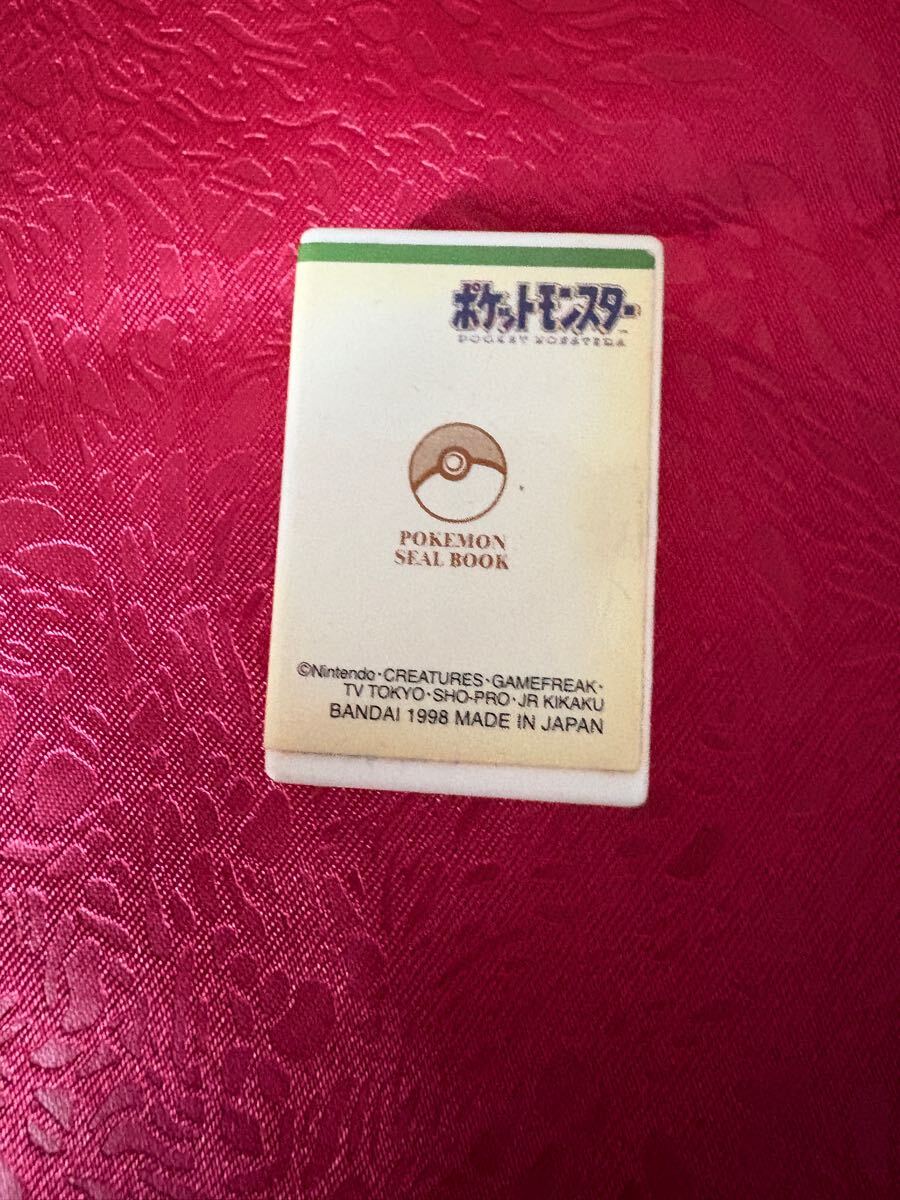 ポケットモンスター
POCKET MONSTERS
POKEMON
SEAL BOOK
©Nintendo・CREATURES・GAMEFREAK・
TV TOKYO・SHO-PRO・JR KIKAKU
BANDAI 1998 MADE IN JAPAN